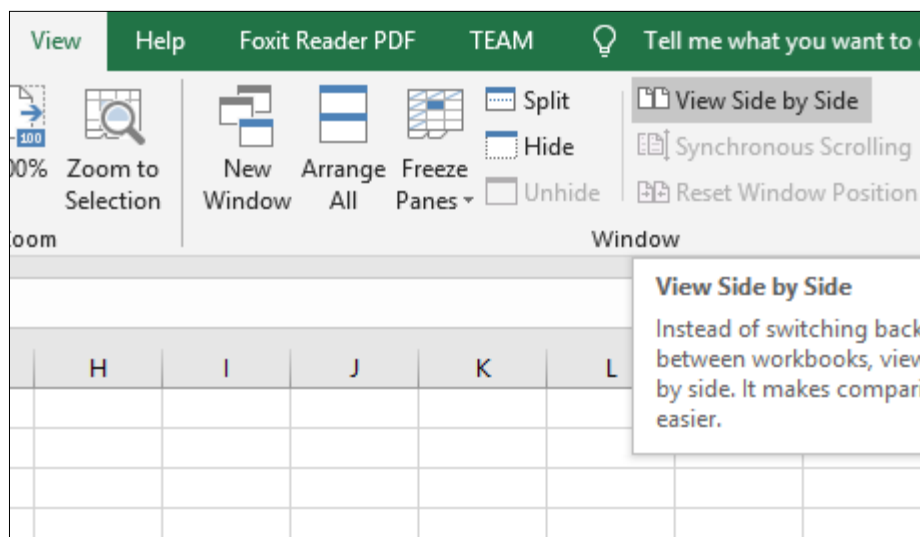 View Help Foxit Reader PDF TEAM Tell me what you want to
Split View Side by Side
100
Hide Synchronous Scrolling
00% Zoom to New Arrange Freeze
Selection Window All Panes Unhide Reset Window Position
oom Window
View Side by Side
Instead of switching back
between workbooks, view
by side. It makes compari
easier.
H I J K L